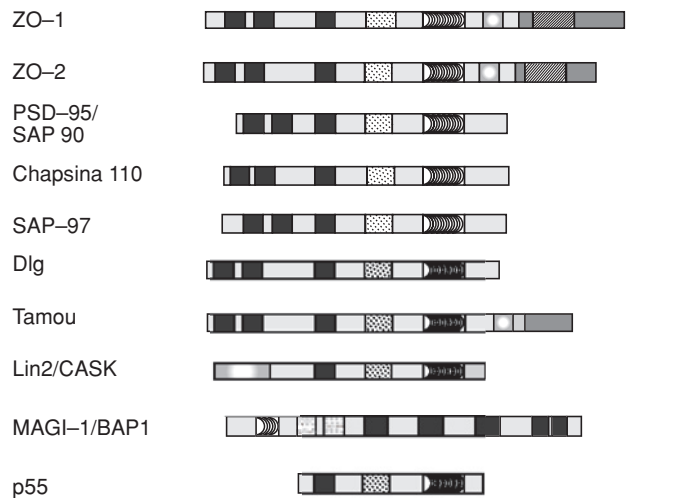 ZO–1
ZO–2
PSD–95/
SAP 90
Chapsina 110
SAP–97
Dlg
Tamou
Lin2/CASK
MAGI–1/BAP1
p55